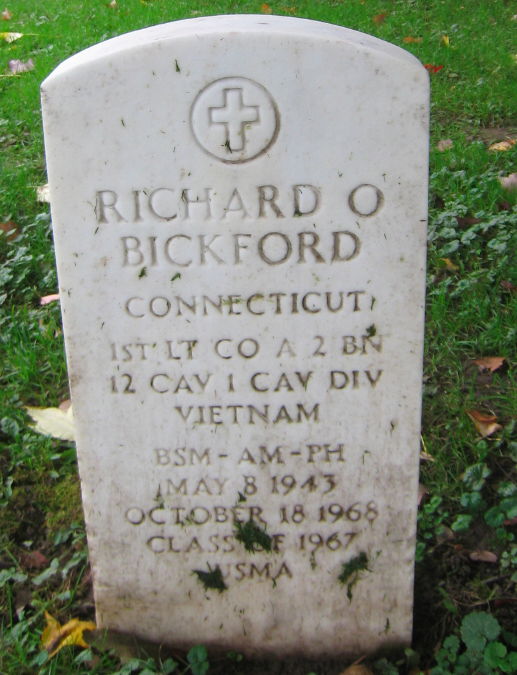 RICHARD O
BICKFORD
CONNECTICUT
1ST LT CO A 2 BN
12 CAV 1 CAV DIV
VIETNAM
BSM-AM-PH
MAY 8 1943
OCTOBER 18 1968
CLASS OF 1967
USMA